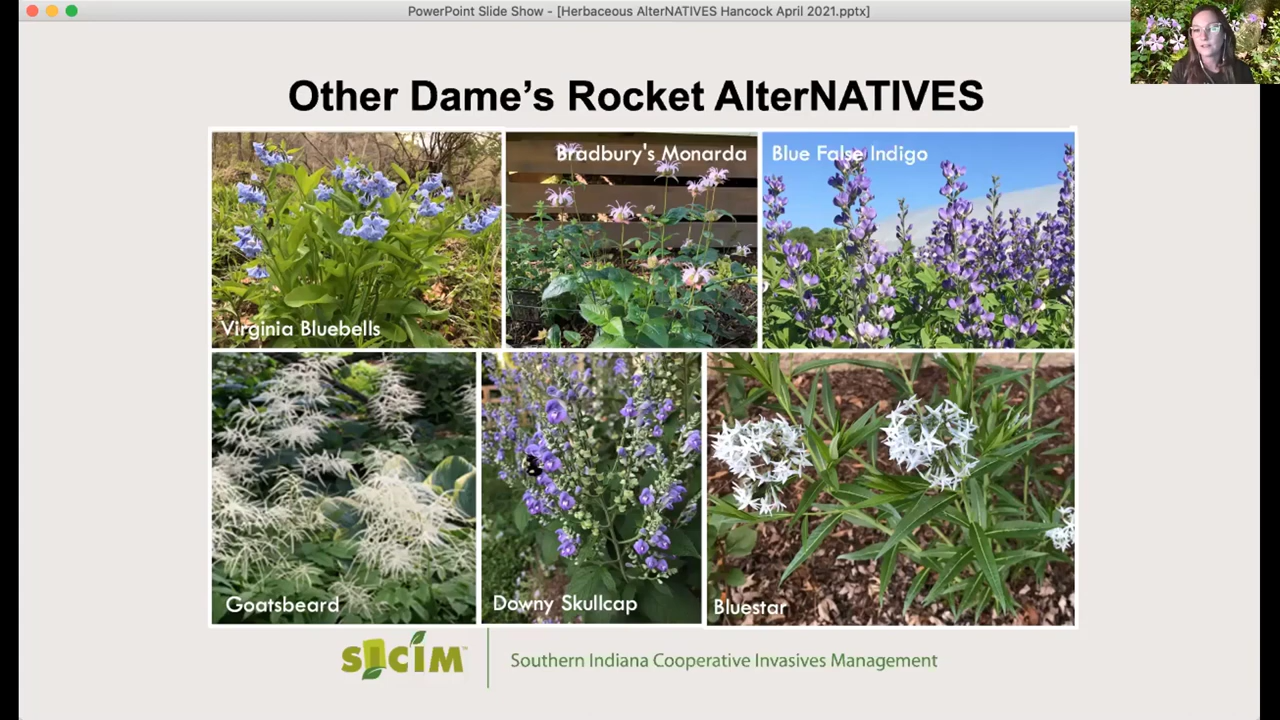 PowerPoint Slide Show - [Herbaceous AlterNATIVES Hancock April 2021.pptx]
Other Dame's Rocket AlterNATIVES
Virginia Bluebells
Bradbury's Monarda
Blue False Indigo
Goatsbeard
Downy Skullcap
Bluestar
SICIM™
Southern Indiana Cooperative Invasives Management